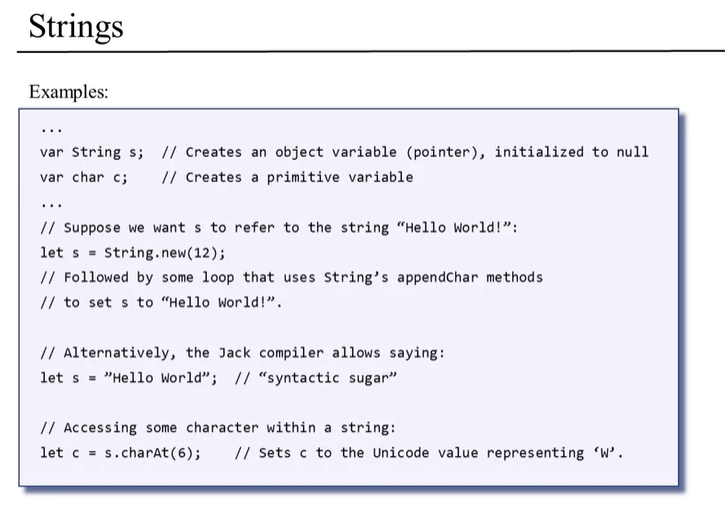 Strings
Examples:
...
var String s;  // Creates an object variable (pointer), initialized to null
var char c;    // Creates a primitive variable
...
// Suppose we want s to refer to the string “Hello World!”:
let s = String.new(12);
// Followed by some loop that uses String’s appendChar methods
// to set s to “Hello World!”.
// Alternatively, the Jack compiler allows saying:
let s = ”Hello World”;  // “syntactic sugar”
// Accessing some character within a string:
let c = s.charAt(6);    // Sets c to the Unicode value representing ‘W’.